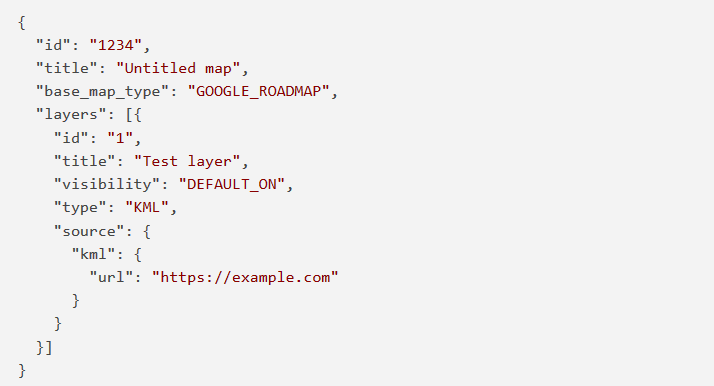 {
  "id": "1234",
  "title": "Untitled map",
  "base_map_type": "GOOGLE_ROADMAP",
  "layers": [{
    "id": "1",
    "title": "Test layer",
    "visibility": "DEFAULT_ON",
    "type": "KML",
    "source": {
      "kml": {
        "url": "https://example.com"
      }
    }
  }]
}